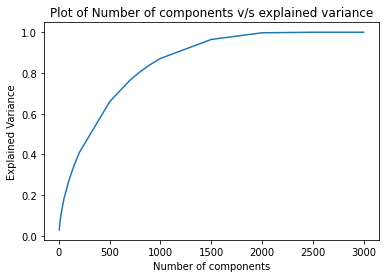 Plot of Number of components v/s explained variance
1.0
0.8
0.6
0.4
0.2
0.0
Explained Variance
0 500 1000 1500 2000 2500 3000
Number of components